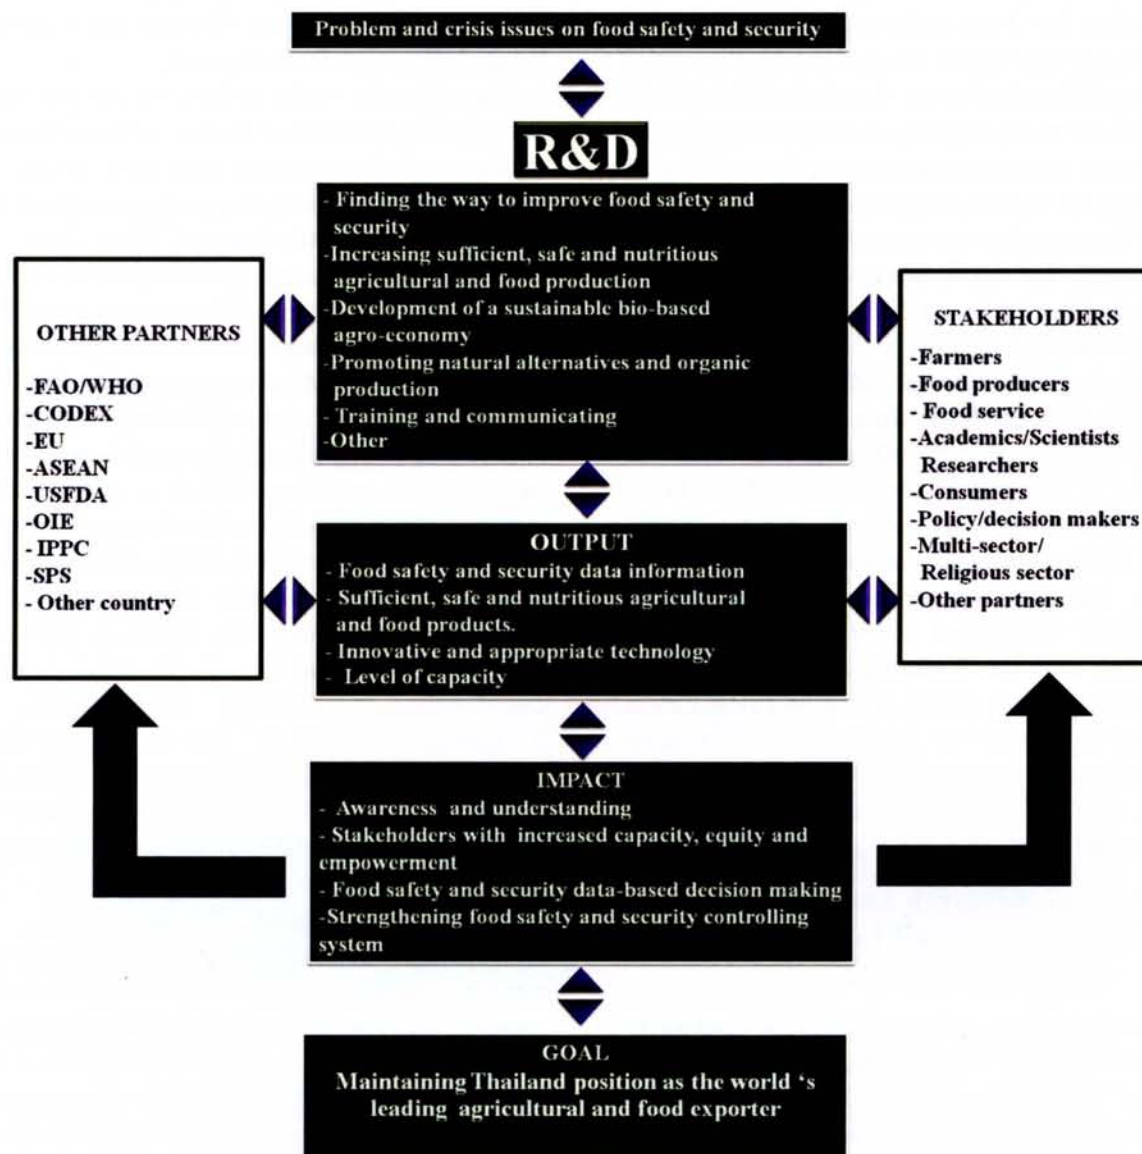 Problem and crisis issues on food safety and security
R&D
- Finding the way to improve food safety and
security
-Increasing sufficient, safe and nutritious
agricultural and food production
-Development of a sustainable bio-based
agro-economy
-Promoting natural alternatives and organic
production
- Training and communicating
-Other
OTHER PARTNERS
-FAO/WHO
-CODEX
-EU
-ASEAN
-USFDA
-OIE
- IPPC
-SPS
- Other country
STAKEHOLDERS
-Farmers
-Food producers
- Food service
-Academics/Scientists
Researchers
-Consumers
-Policy/decision makers
-Multi-sector/
Religious sector
-Other partners
OUTPUT
- Food safety and security data information
- Sufficient, safe and nutritious agricultural
and food products.
- Innovative and appropriate technology
- Level of capacity
IMPACT
- Awareness and understanding
- Stakeholders with increased capacity, equity and
empowerment
- Food safety and security data-based decision making
-Strengthening food safety and security controlling
system
GOAL
Maintaining Thailand position as the world ‘s
leading agricultural and food exporter